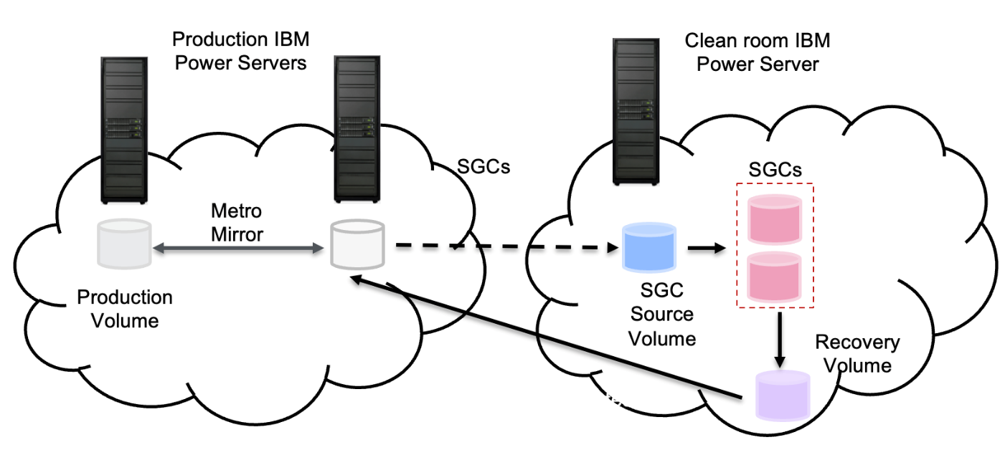 Production IBM
Power Servers
Clean room IBM
Power Server
SGCs
SGCs
Metro
Mirror
Production
Volume
SGC
Source
Volume
Recovery
Volume